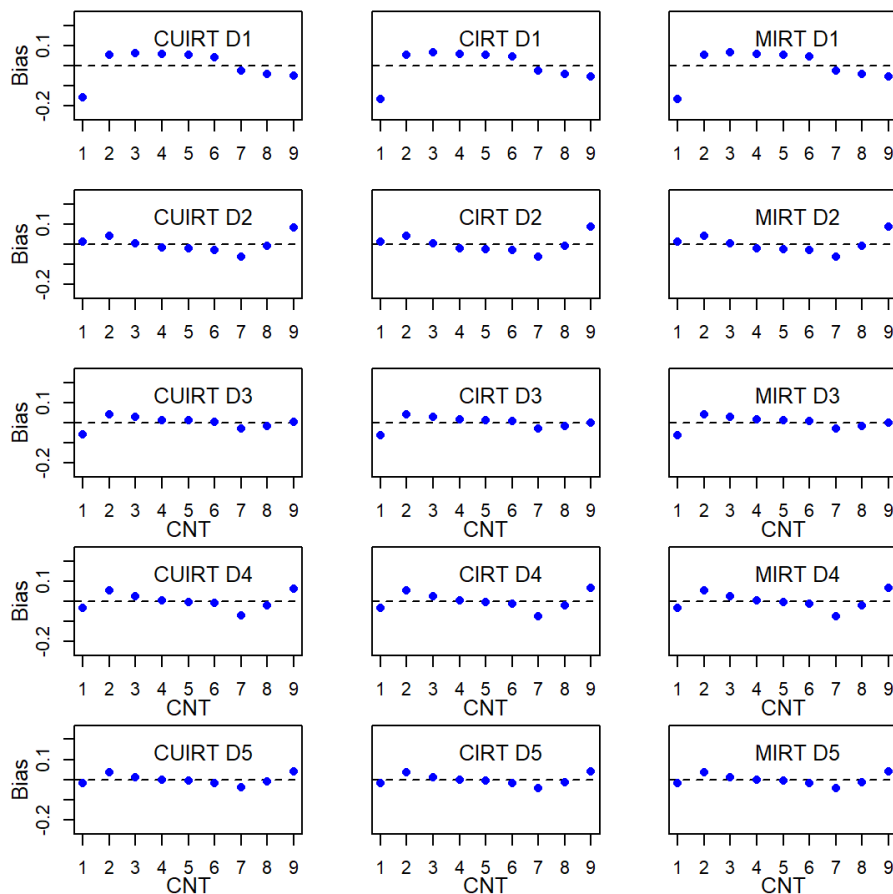 CUIRT D1 CIRT D1 MIRT D1
Bias
0.1
-0.2
1 2 3 4 5 6 7 8 9 1 2 3 4 5 6 7 8 9 1 2 3 4 5 6 7 8 9
CUIRT D2 CIRT D2 MIRT D2
Bias
0.1
-0.2
1 2 3 4 5 6 7 8 9 1 2 3 4 5 6 7 8 9 1 2 3 4 5 6 7 8 9
CUIRT D3 CIRT D3 MIRT D3
Bias
0.1
-0.2
1 2 3 4 5 6 7 8 9 1 2 3 4 5 6 7 8 9 1 2 3 4 5 6 7 8 9
CNT CNT CNT
CUIRT D4 CIRT D4 MIRT D4
Bias
0.1
-0.2
1 2 3 4 5 6 7 8 9 1 2 3 4 5 6 7 8 9 1 2 3 4 5 6 7 8 9
CNT CNT CNT
CUIRT D5 CIRT D5 MIRT D5
Bias
0.1
-0.2
1 2 3 4 5 6 7 8 9 1 2 3 4 5 6 7 8 9 1 2 3 4 5 6 7 8 9
CNT CNT CNT